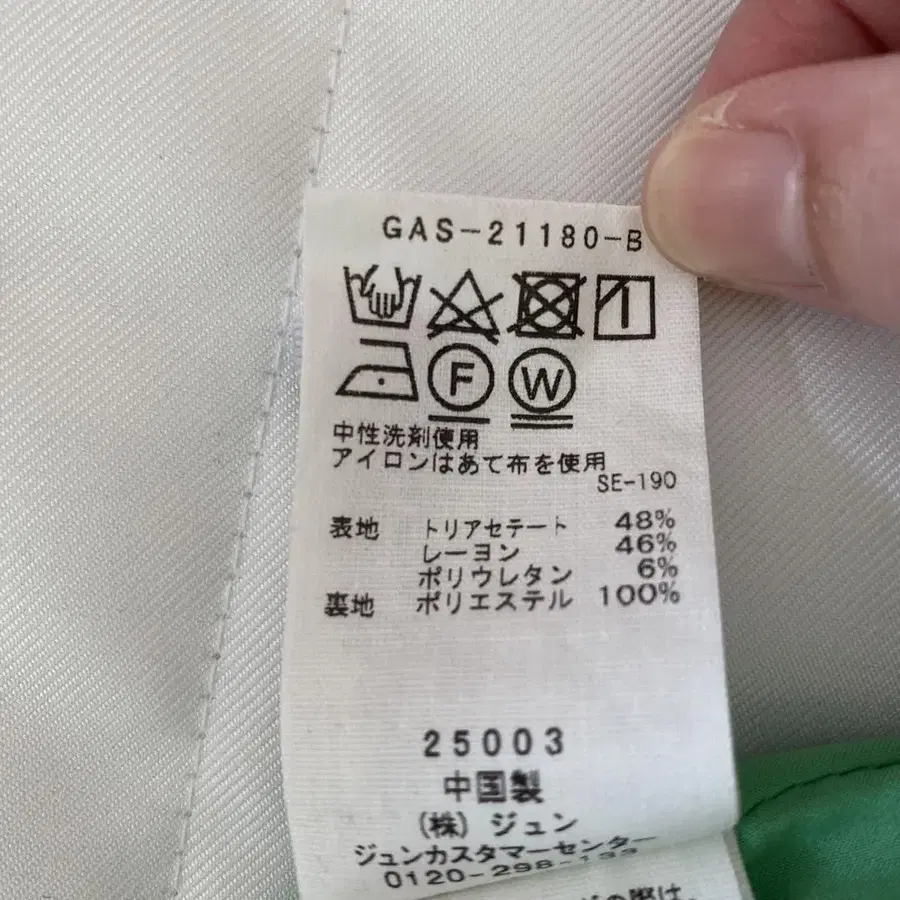 GAS-21180-B
F W
中性洗剤使用
アイロンはあて布を使用
SE-190
表地 トリアセテート 48%
レーヨン 46%
ポリウレタン 6%
裏地 ポリエステル 100%
25003
中国製
(株) ジュン
ジュンカスタマーセンター
0120-298-133
の際は、